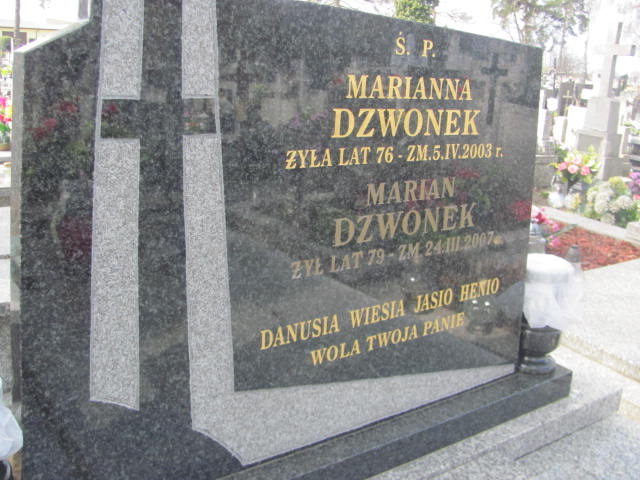 Ś. P.
MARIANNA
DZWONEK
ŻYŁA LAT 76 - ZM.5.IV.2003 r.
MARIAN
DZWONEK
ŻYŁ LAT 79 - ZM 24.III.2007 r.
DANUSIA WIESIA JASIO HENIO
WOLA TWOJA PANIE